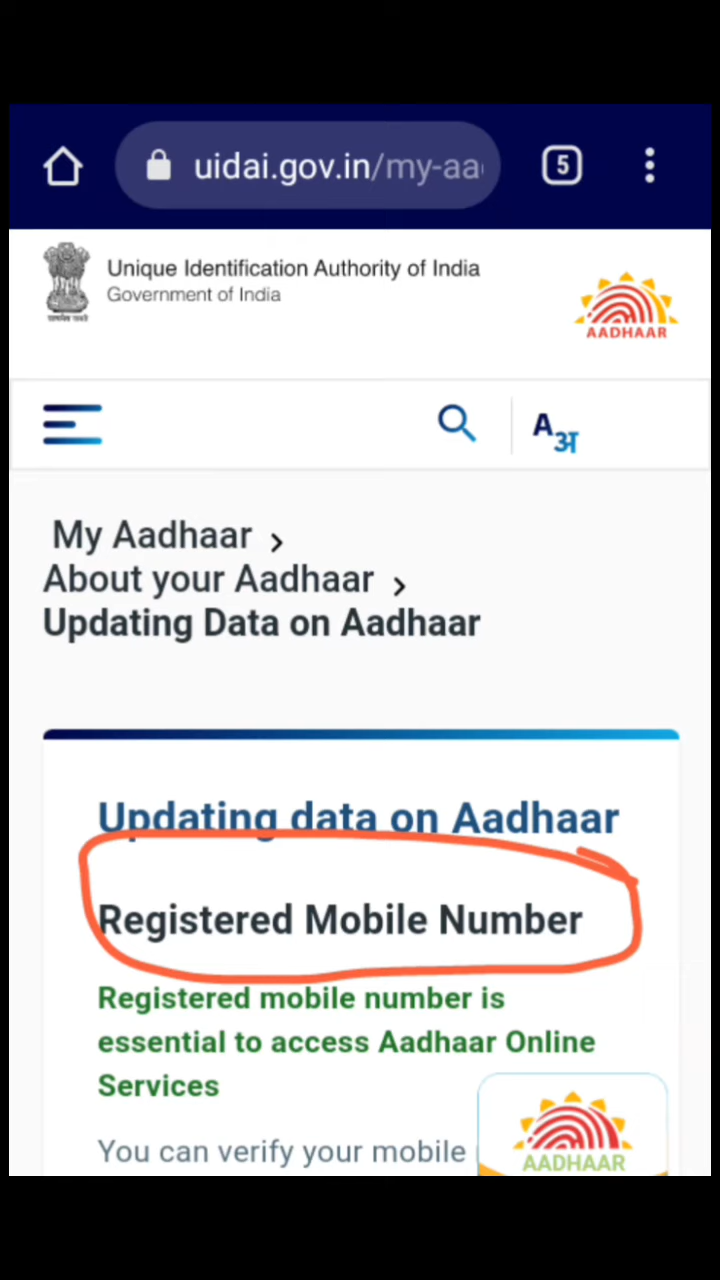 uidai.gov.in/my-aa
5
Unique Identification Authority of India
Government of India
AADHAAR
A अ
My Aadhaar >
About your Aadhaar >
Updating Data on Aadhaar
Updating data on Aadhaar
Registered Mobile Number
Registered mobile number is
essential to access Aadhaar Online
Services
You can verify your mobile
AADHAAR